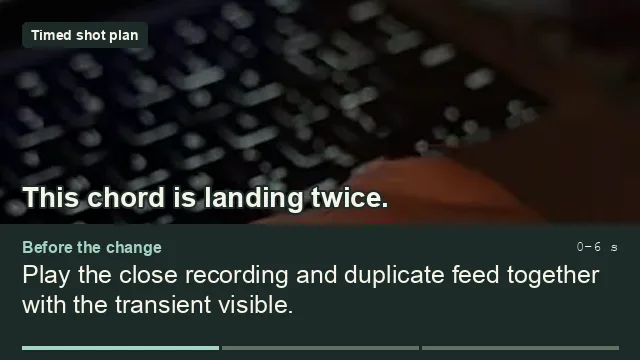 Timed shot plan
This chord is landing twice.
Before the change
0–6 s
Play the close recording and duplicate feed together
with the transient visible.